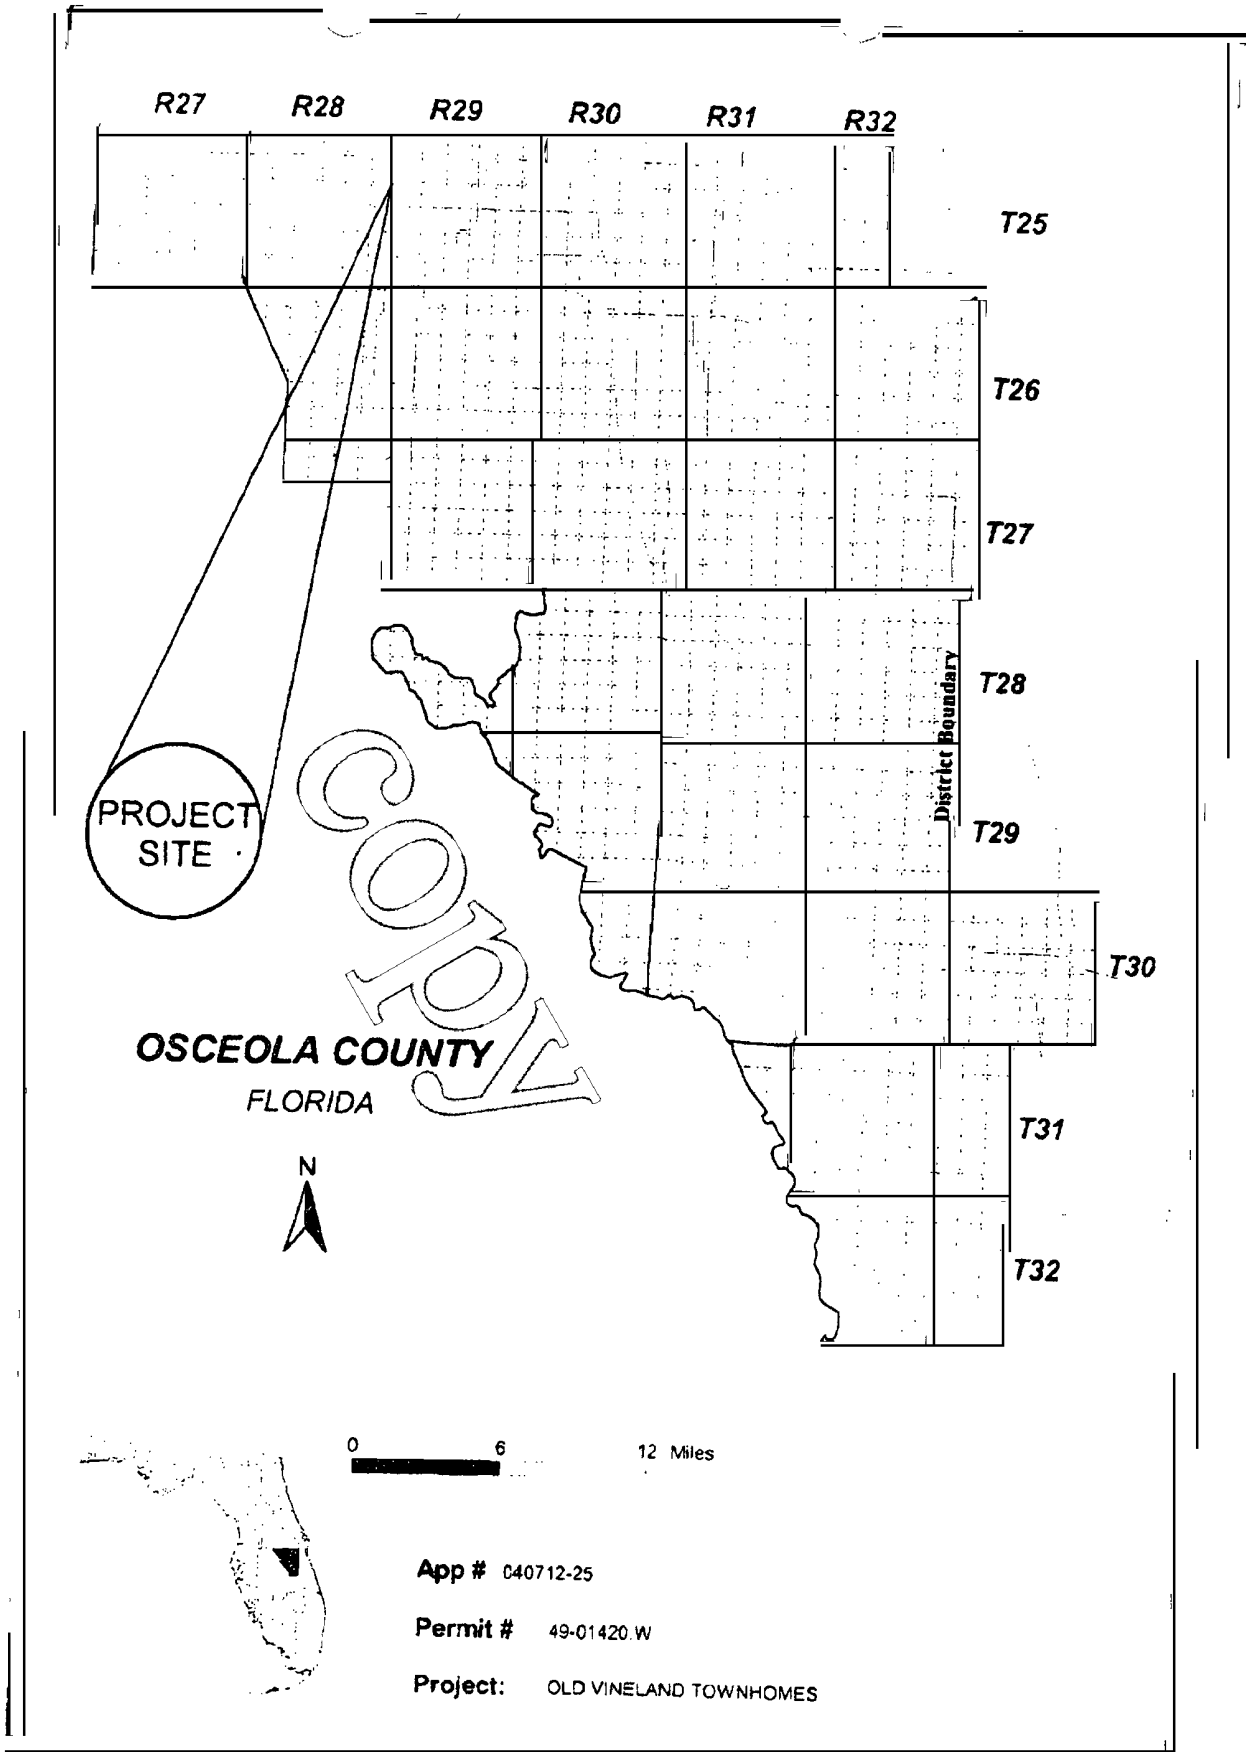 R27 R28 R29 R30 R31 R32
T25
T26
T27
T28
District Boundary
T29
PROJECT
SITE
T30
Copy
OSCEOLA COUNTY
FLORIDA
T31
N
T32
0 6 12 Miles
App # 040712-25
Permit # 49-01420.W
Project: OLD VINELAND TOWNHOMES